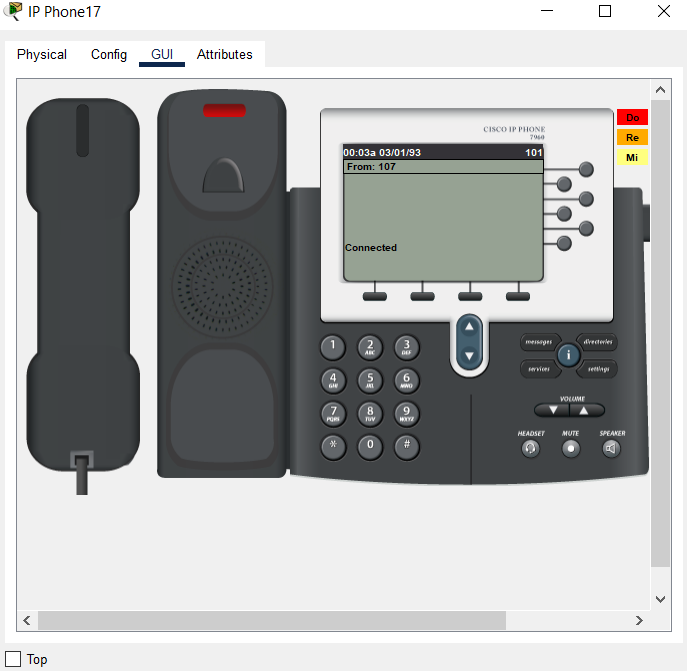 IP Phone17
Physical Config GUI Attributes
CISCO IP PHONE
7960
Do
Re
Mi
00:03a 03/01/93 101
From: 107
Connected
1
2 ABC
3 DEF
4 GHI
5 JKL
6 MNO
7 PQRS
8 TUV
9 WXYZ
* 0 #
messages directories
i
services settings
VOLUME
HEADSET MUTE SPEAKER
Top